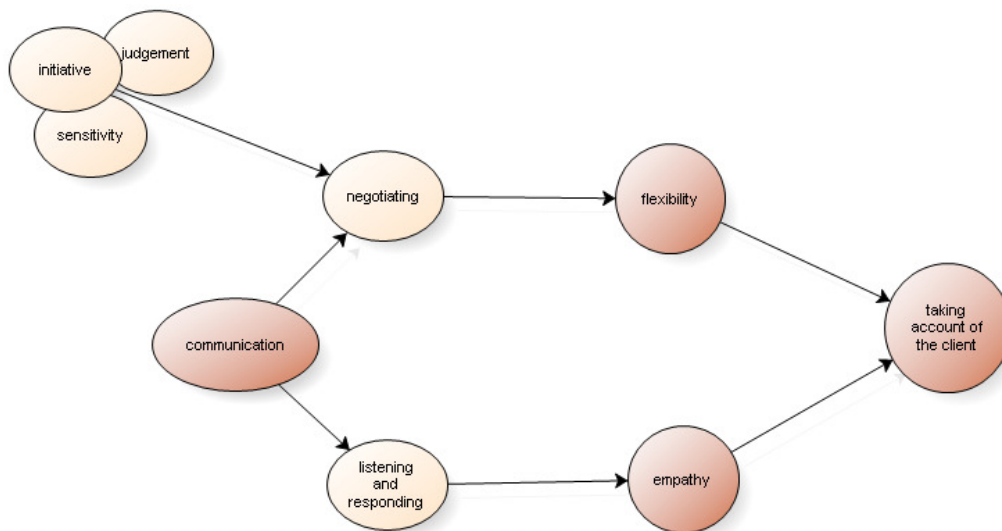 judgement
initiative
sensitivity
negotiating
flexibility
taking
account of
the client
communication
listening
and
responding
empathy